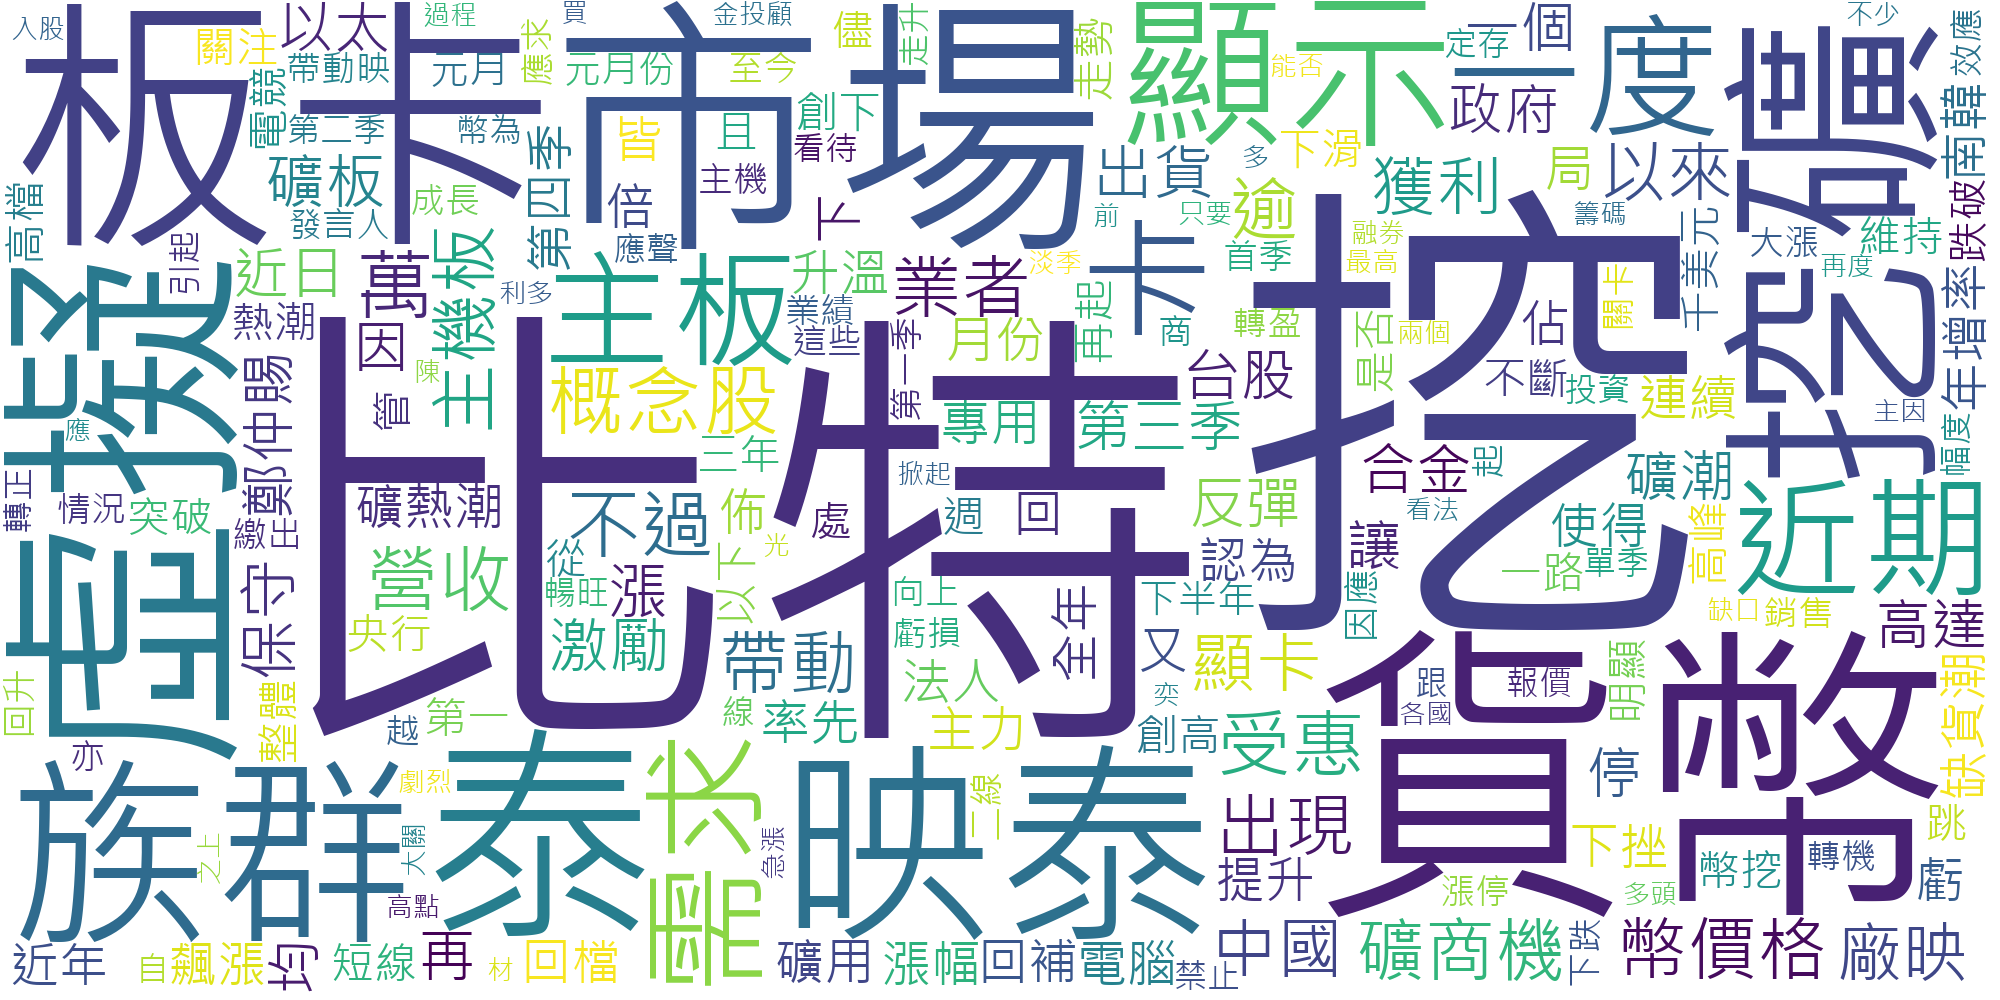 入股
板卡
以太
過程
買
金投顧
儘
走升
走勢
顯示
一個
定存
不少
效應
關注
帶動映
元月
應求
元月份
至今
市場
能否
一度
政府
礦
南韓
電競
第二季
幣為
第四季
皆
且
創下
看待
下滑
多
礦板
成長
倍
主機
卡
出貨
獲利
局
以來
跌破
高檔
發言人
應聲
前
只要
逾
籌碼
千美元
大漲
維持
引起
近日
萬
主機板
主板
升溫
淡季
業者
首季
融券
最高
挖
關卡
再度
利多
業績
再起
商
轉盈
是否
兩個
佔
挖
年增率
虛擬
熱潮
因
陳
這些
第一季
月份
台股
不斷
投資
連續
主因
幅度
應
鄭仲賜
管
概念股
專用
第三季
三年
比特
掀起
合金
起
礦潮
轉正
情況
突破
繳出
礦熱潮
不過
佈
處
週
回
反彈
看法
讓
使得
高峰
近期
營收
從
暢旺
漲
光
以下
認為
一路
單季
保守
央行
激勵
向上
虧損
全年
下半年
因應
缺口
銷售
高達
回升
整體
越
第一
帶動
線
率先
法人
主力
又
奕
顯卡
跟
各國
報價
明顯
缺貨潮
亦
創高
受惠
貨幣
停
族群
之上
劇烈
大關
泰
需求
急漲
映泰
二線
出現
提升
下挫
幣挖
轉機
跳
虧
高點
漲停
多頭
近年
自
飆漲
均
短線
再
材
回檔
礦用
漲幅
回補
電腦
禁止
中國
礦商機
下跌
幣價格
廠映